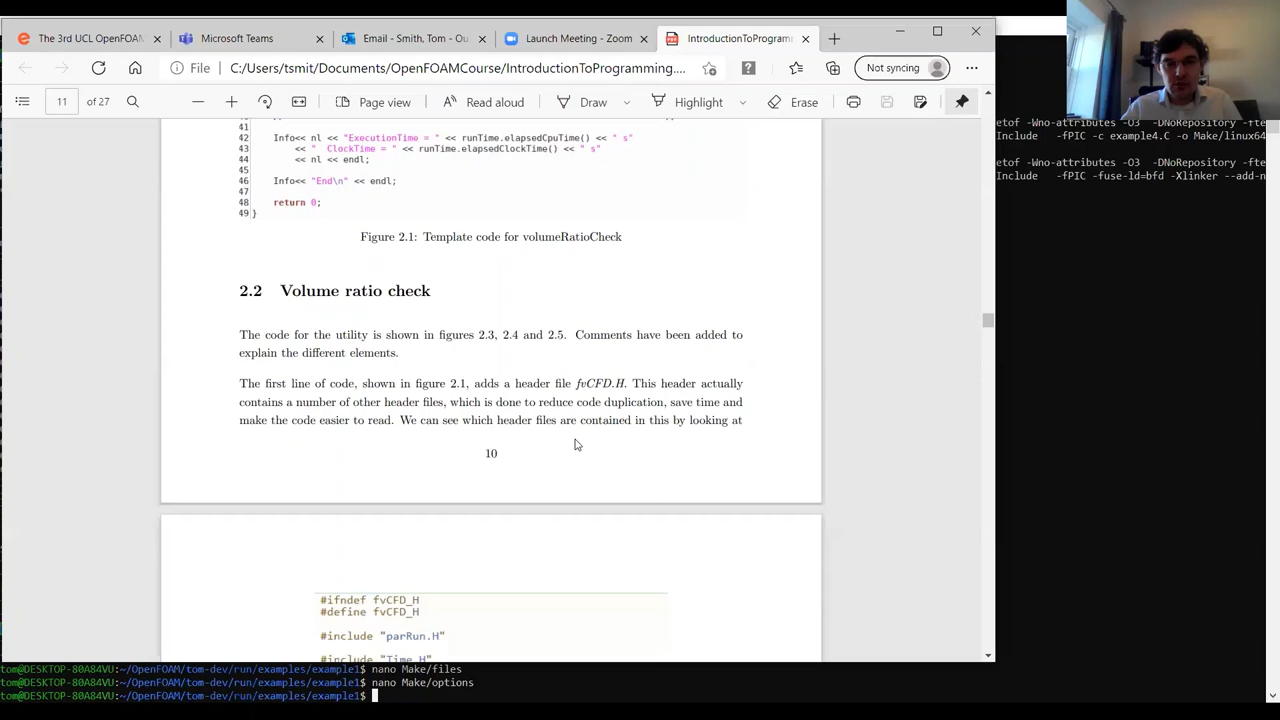 The 3rd UCL OpenFOAM
Microsoft Teams
Email - Smith, Tom - Ou
Launch Meeting - Zoom
IntroductionToProgramm
File
C:/Users/tsmit/Documents/OpenFOAMCourse/IntroductionToProgramming....
Not syncing
11 of 27
Page view
Read aloud
Draw
Highlight
Erase
41
42 Info<< nl << "ExecutionTime = " << runTime.elapsedCpuTime() << " s"
43 << " ClockTime = " << runTime.elapsedClockTime() << " s"
44 << nl << endl;
45
46 Info<< "End\n" << endl;
47
48 return 0;
49 }
Figure 2.1: Template code for volumeRatioCheck
2.2 Volume ratio check
The code for the utility is shown in figures 2.3, 2.4 and 2.5. Comments have been added to
explain the different elements.
The first line of code, shown in figure 2.1, adds a header file fvCFD.H. This header actually
contains a number of other header files, which is done to reduce code duplication, save time and
make the code easier to read. We can see which header files are contained in this by looking at
10
#ifndef fvCFD_H
#define fvCFD_H
#include "parRun.H"
#include "Time.H"
etof -Wno-attributes -O3 -DNoRepository -fte
Include -fPIC -c example4.C -o Make/linux64
etof -Wno-attributes -O3 -DNoRepository -fte
Include -fPIC -fuse-ld=bfd -Xlinker --add-n
tom@DESKTOP-80A84VU:~/OpenFOAM/tom-dev/run/examples/example1$ nano Make/files
tom@DESKTOP-80A84VU:~/OpenFOAM/tom-dev/run/examples/example1$ nano Make/options
tom@DESKTOP-80A84VU:~/OpenFOAM/tom-dev/run/examples/example1$